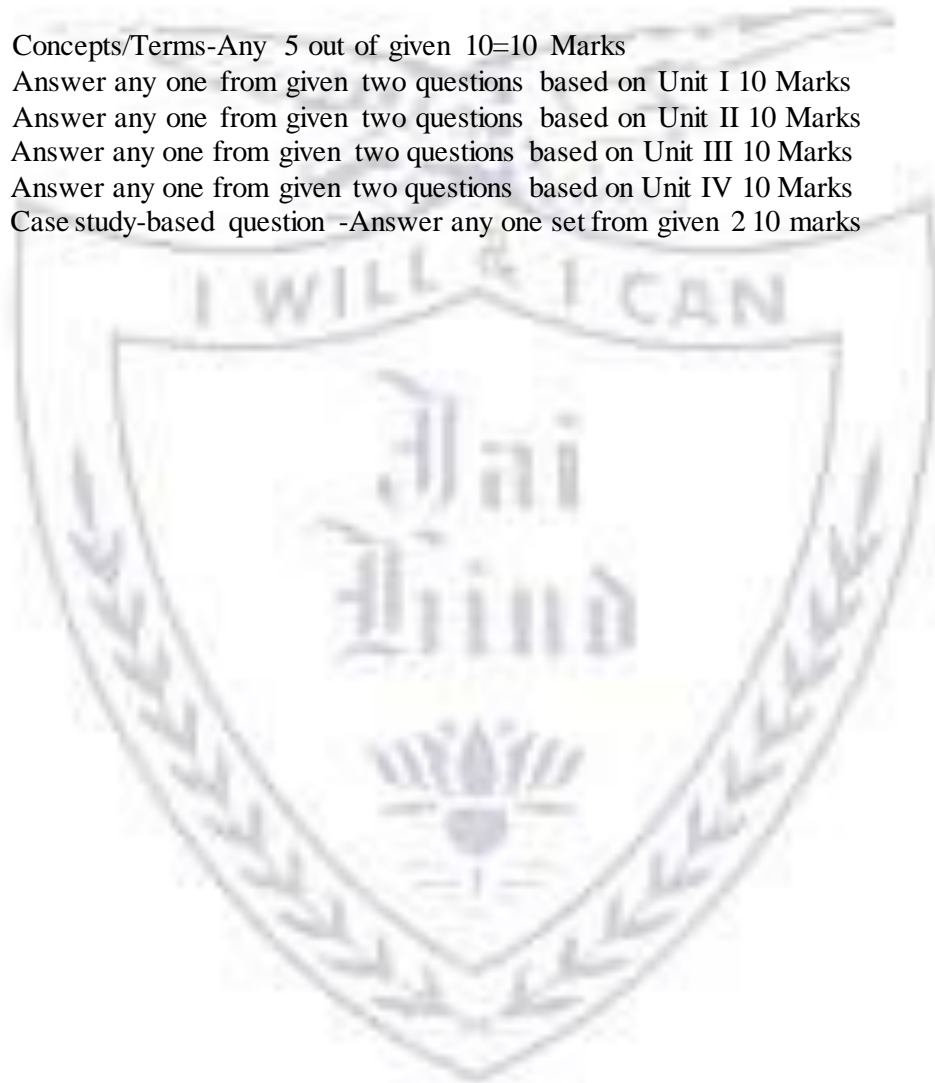 Concepts/Terms-Any 5 out of given 10=10 Marks
Answer any one from given two questions based on Unit I 10 Marks
Answer any one from given two questions based on Unit II 10 Marks
Answer any one from given two questions based on Unit III 10 Marks
Answer any one from given two questions based on Unit IV 10 Marks
Case study-based question -Answer any one set from given 2 10 marks
I WILL & I CAN
Jai
Hind